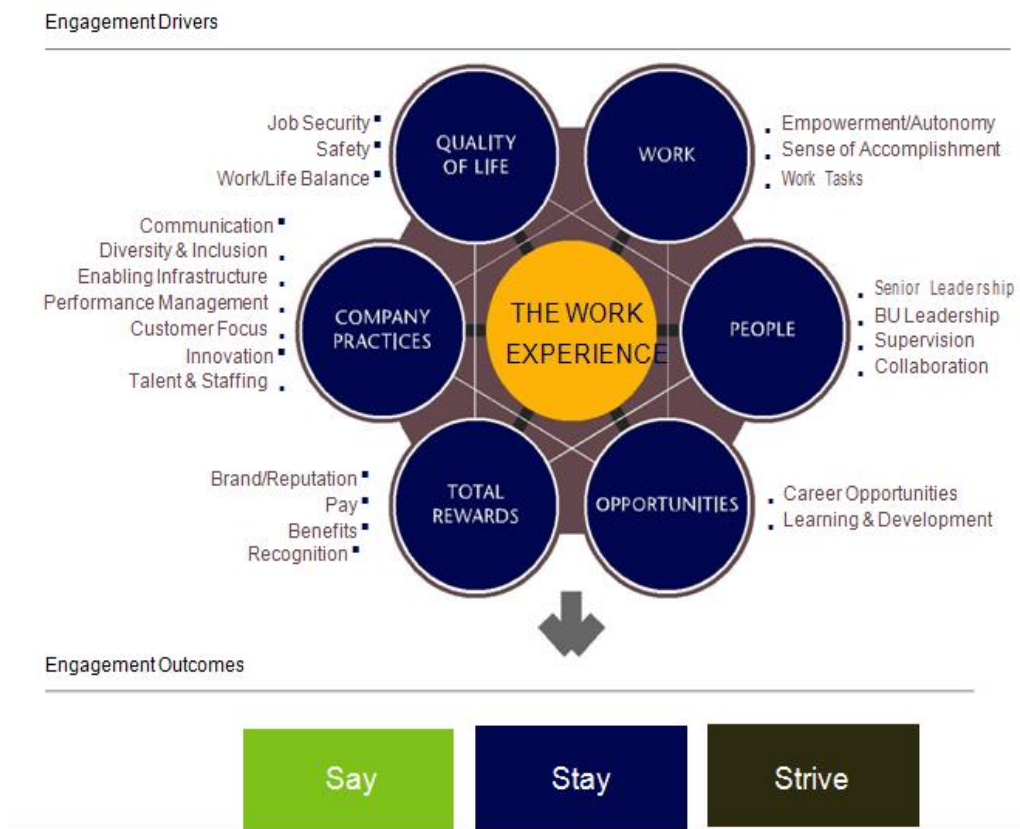 Engagement Drivers
Job Security
Safety
Work/Life Balance
QUALITY
OF LIFE
WORK
Empowerment/Autonomy
Sense of Accomplishment
Work Tasks
Communication
Diversity & Inclusion
Enabling Infrastructure
Performance Management
Customer Focus
Innovation
Talent & Staffing
COMPANY
PRACTICES
THE WORK
EXPERIENCE
PEOPLE
Senior Leadership
BU Leadership
Supervision
Collaboration
Brand/Reputation
Pay
Benefits
Recognition
TOTAL
REWARDS
OPPORTUNITIES
Career Opportunities
Learning & Development
Engagement Outcomes
Say
Stay
Strive